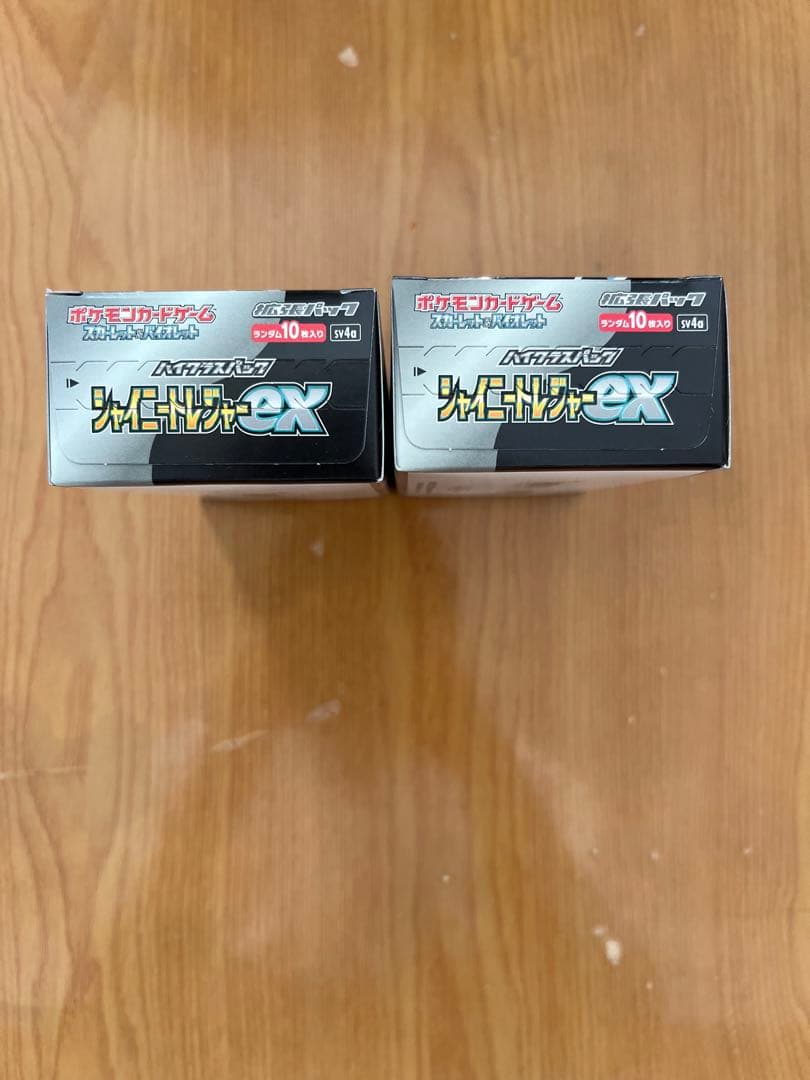 ポケモンカードゲーム
スカーレット&バイオレット
拡張パック
ランダム10枚入り
sv4a
ハイクラスパック
シャイニートレジャーex
ポケモンカードゲーム
スカーレット&バイオレット
拡張パック
ランダム10枚入り
sv4a
ハイクラスパック
シャイニートレジャーex